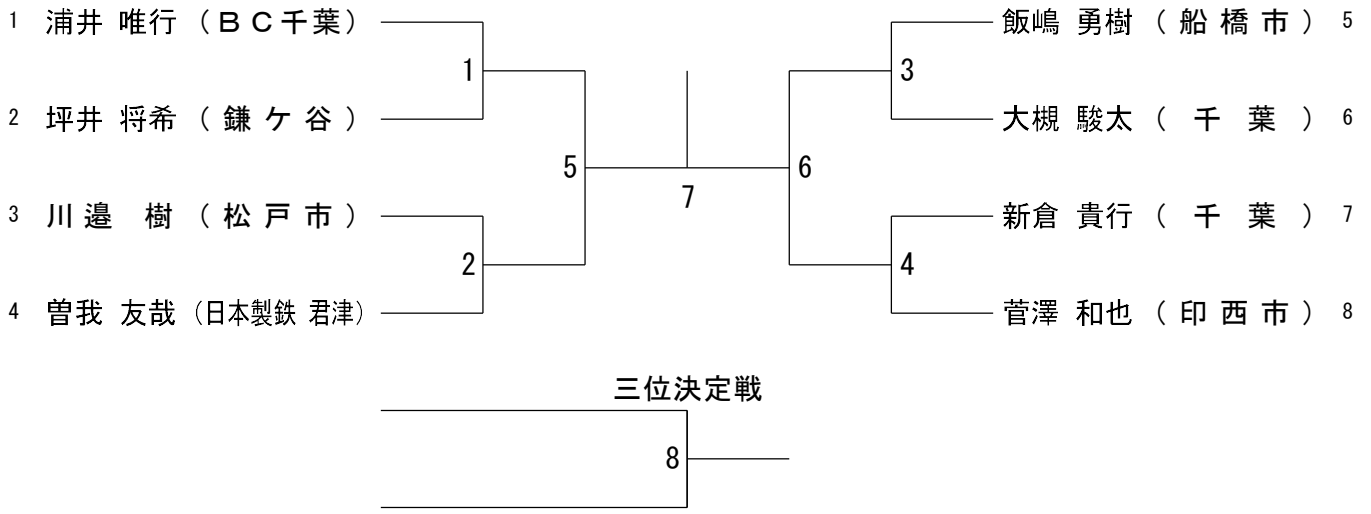 1 浦井 唯行 (ＢＣ千葉)
1
2 坪井 将希 (鎌ケ谷)
5
3 川邉 樹 (松戸市)
2
4 曽我 友哉 (日本製鉄 君津)
7
飯嶋 勇樹 (船橋市) 5
3
大槻 駿太 (千葉) 6
6
新倉 貴行 (千葉) 7
4
菅澤 和也 (印西市) 8
三位決定戦
8